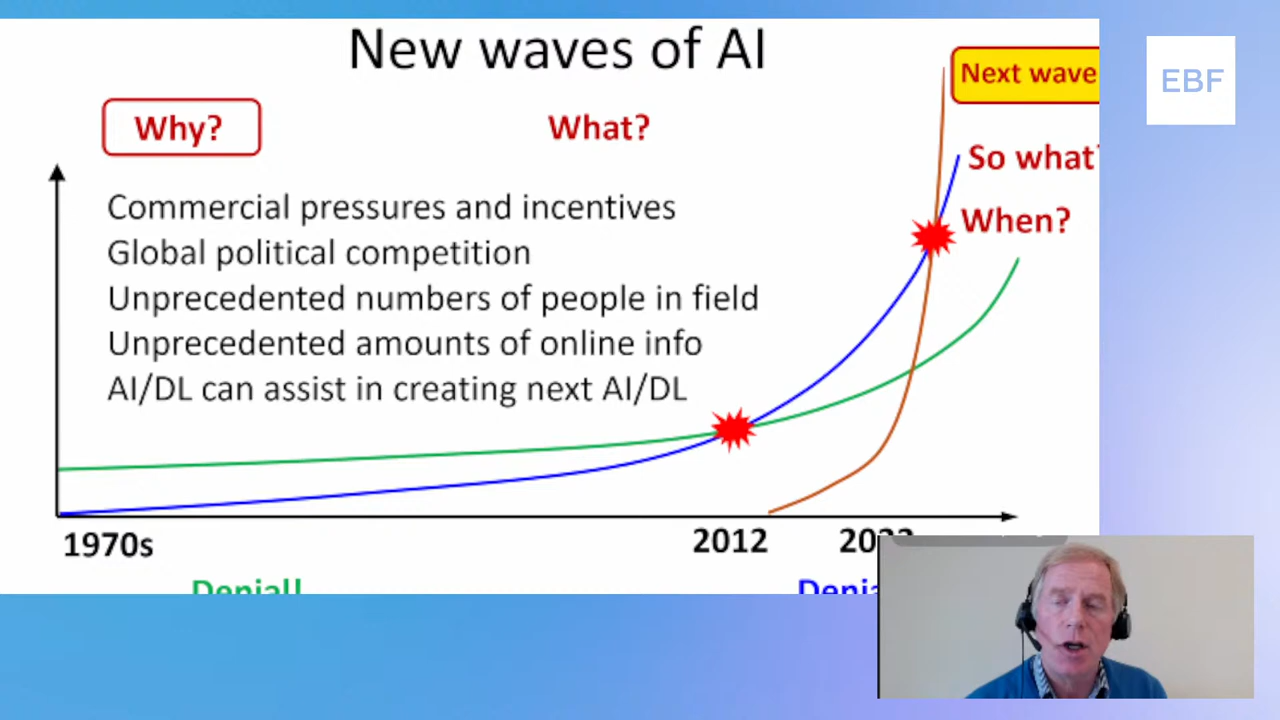 New waves of AI
Next wave
EBF
Why?
What?
So what?
When?
Commercial pressures and incentives
Global political competition
Unprecedented numbers of people in field
Unprecedented amounts of online info
AI/DL can assist in creating next AI/DL
1970s
2012
Denial!